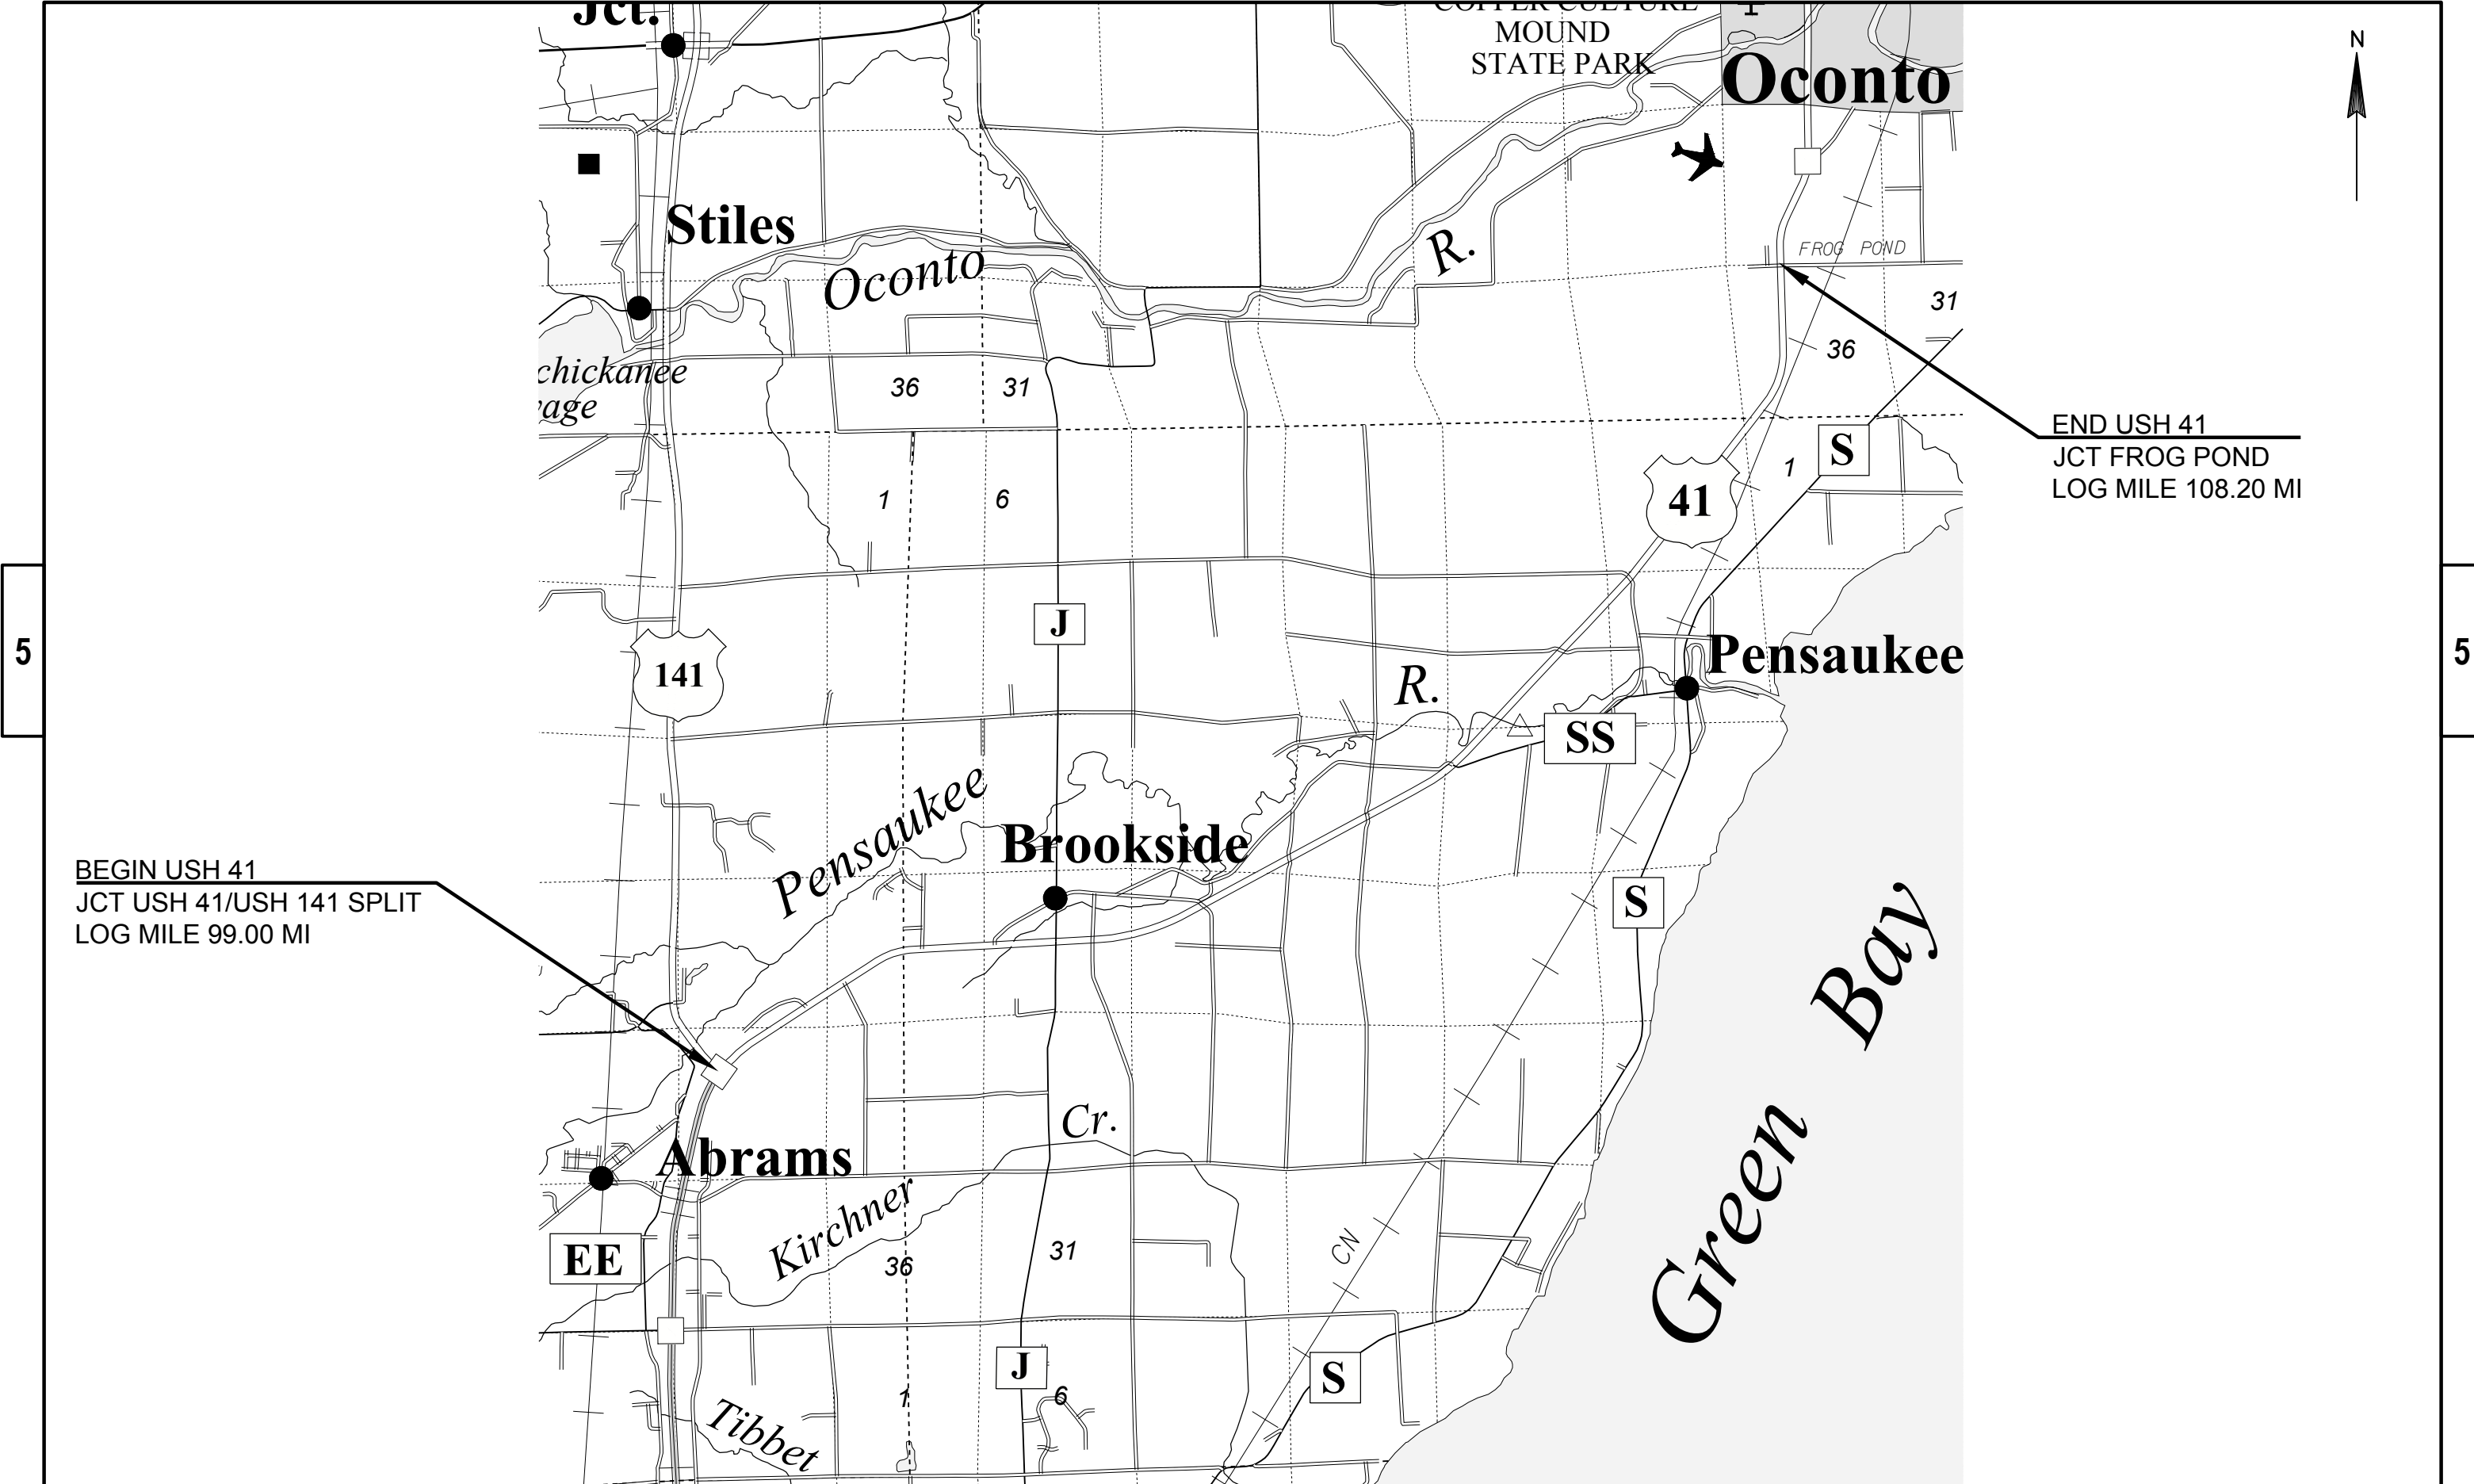 Jct.
COPPER CULTURE
MOUND
STATE PARK
Oconto
N
Stiles
Oconto
R.
FROG POND
31
36
chickanee
36
31
END USH 41
JCT FROG POND
LOG MILE 108.20 MI
S
41
1
1
6
J
5
5
141
Pensaukee
R.
SS
Pensaukee
Brookside
BEGIN USH 41
JCT USH 41/USH 141 SPLIT
LOG MILE 99.00 MI
S
Green Bay
Cr.
Abrams
Kirchner
EE
36
31
CN
J
S
1
6
Tibbet